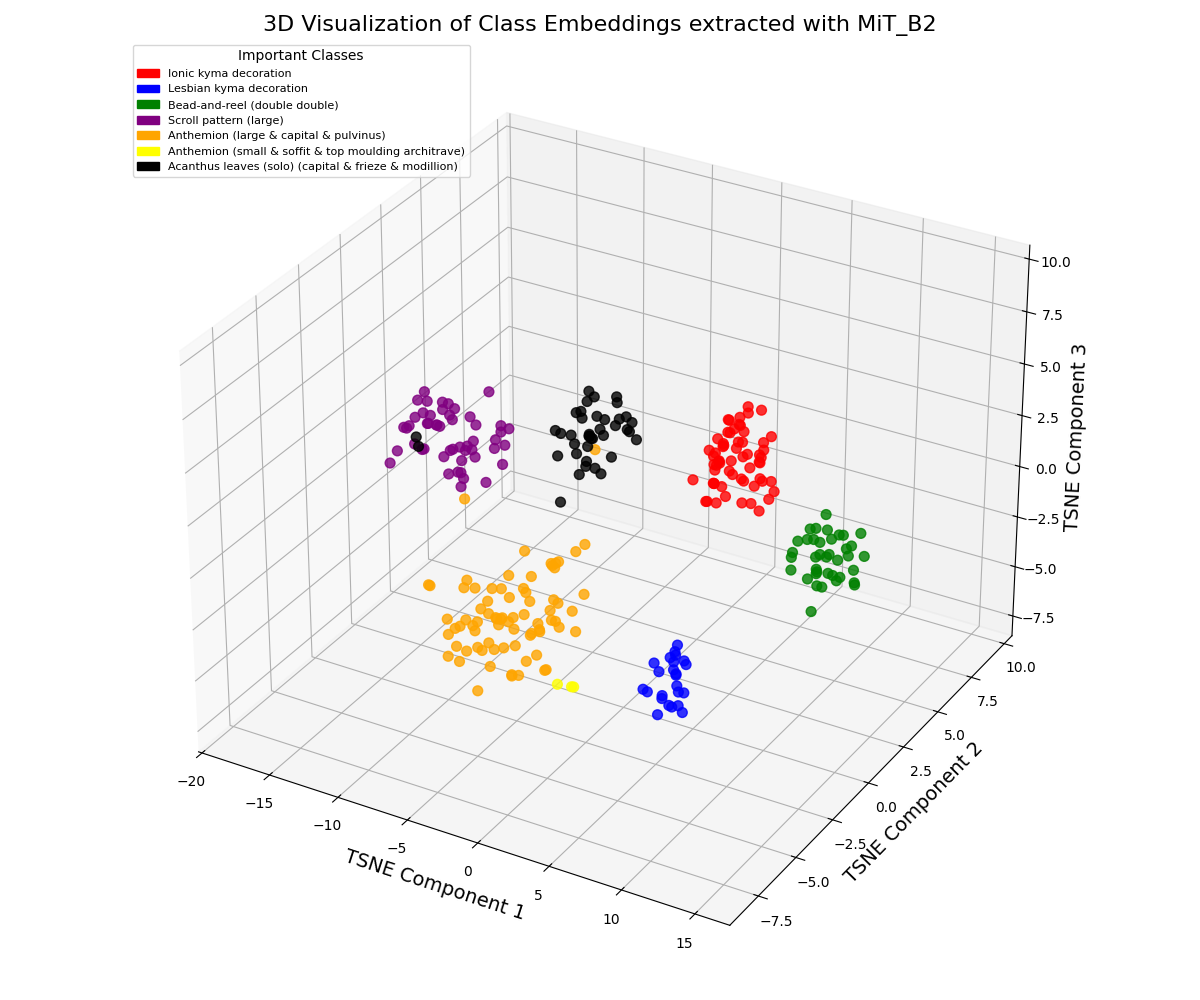 3D Visualization of Class Embeddings extracted with MiT_B2
Important Classes
Ionic kyma decoration
Lesbian kyma decoration
Bead-and-reel (double double)
Scroll pattern (large)
Anthemion (large & capital & pulvinus)
Anthemion (small & soffit & top moulding architrave)
Acanthus leaves (solo) (capital & frieze & modillion)
10.0
7.5
5.0
2.5
0.0
−2.5
−5.0
−7.5
TSNE Component 3
10.0
7.5
5.0
2.5
0.0
−2.5
−5.0
−7.5
TSNE Component 2
−20
−15
−10
−5
0
5
10
15
TSNE Component 1